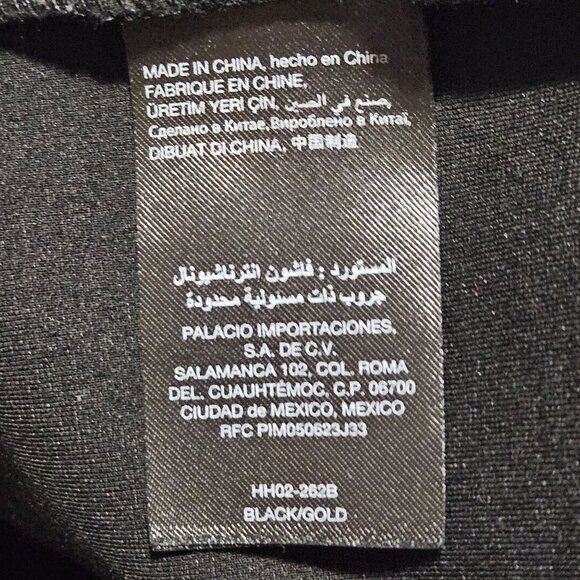 MADE IN CHINA, hecho en China
FABRIQUE EN CHINE,
ÜRETIM YERI ÇIN, صنع في الصين,
Сделано в Китае,Вироблено в Китаї,
DIBUAT DI CHINA, 中国制造
المستورد : فاشون انترناشيونال
جروب ذات مسئولية محدودة
PALACIO IMPORTACIONES,
S.A. DE C.V.
SALAMANCA 102, COL. ROMA
DEL. CUAUHTÉMOC, C.P. 06700
CIUDAD de MEXICO, MEXICO
RFC PIM050623J33
HH02-262B
BLACK/GOLD